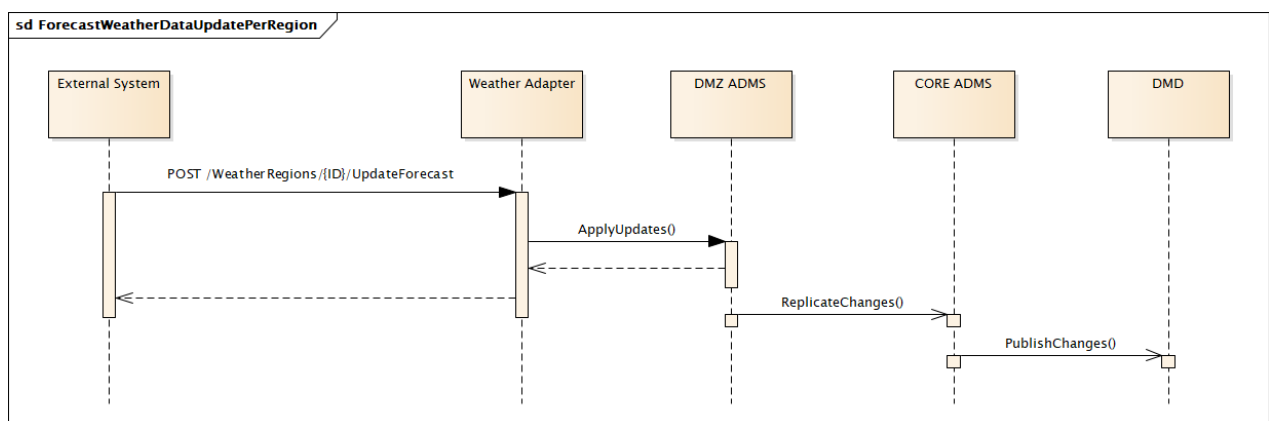 sd ForecastWeatherDataUpdatePerRegion
External System
Weather Adapter
DMZ ADMS
CORE ADMS
DMD
POST /WeatherRegions/{ID}/UpdateForecast
ApplyUpdates()
ReplicateChanges()
PublishChanges()